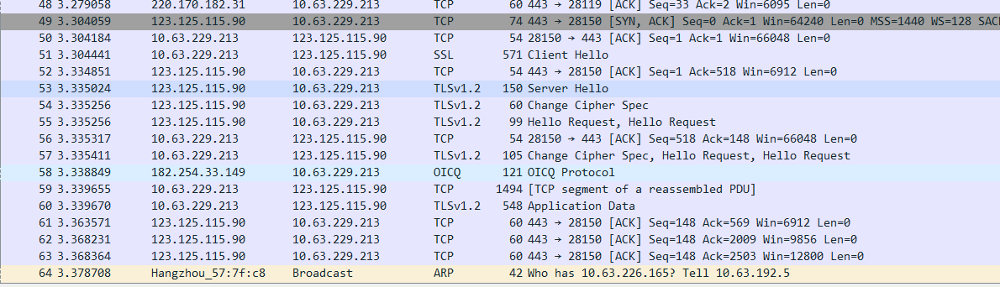 48 3.279058 220.170.182.31 10.63.229.213 TCP 60 443 → 28119 [ACK] Seq=33 Ack=2 Win=6095 Len=0
49 3.304059 123.125.115.90 10.63.229.213 TCP 74 443 → 28150 [SYN, ACK] Seq=0 Ack=1 Win=64240 Len=0 MSS=1440 WS=128 SAC
50 3.304184 10.63.229.213 123.125.115.90 TCP 54 28150 → 443 [ACK] Seq=1 Ack=1 Win=66048 Len=0
51 3.304441 10.63.229.213 123.125.115.90 SSL 571 Client Hello
52 3.334851 123.125.115.90 10.63.229.213 TCP 54 443 → 28150 [ACK] Seq=1 Ack=518 Win=6912 Len=0
53 3.335024 123.125.115.90 10.63.229.213 TLSv1.2 150 Server Hello
54 3.335256 123.125.115.90 10.63.229.213 TLSv1.2 60 Change Cipher Spec
55 3.335256 123.125.115.90 10.63.229.213 TLSv1.2 99 Hello Request, Hello Request
56 3.335317 10.63.229.213 123.125.115.90 TCP 54 28150 → 443 [ACK] Seq=518 Ack=148 Win=66048 Len=0
57 3.335411 10.63.229.213 123.125.115.90 TLSv1.2 105 Change Cipher Spec, Hello Request, Hello Request
58 3.338849 182.254.33.149 10.63.229.213 OICQ 121 OICQ Protocol
59 3.339655 10.63.229.213 123.125.115.90 TCP 1494 [TCP segment of a reassembled PDU]
60 3.339670 10.63.229.213 123.125.115.90 TLSv1.2 548 Application Data
61 3.363571 123.125.115.90 10.63.229.213 TCP 60 443 → 28150 [ACK] Seq=148 Ack=569 Win=6912 Len=0
62 3.368231 123.125.115.90 10.63.229.213 TCP 60 443 → 28150 [ACK] Seq=148 Ack=2009 Win=9856 Len=0
63 3.368364 123.125.115.90 10.63.229.213 TCP 60 443 → 28150 [ACK] Seq=148 Ack=2503 Win=12800 Len=0
64 3.378708 Hangzhou_57:7f:c8 Broadcast ARP 42 Who has 10.63.226.165? Tell 10.63.192.5